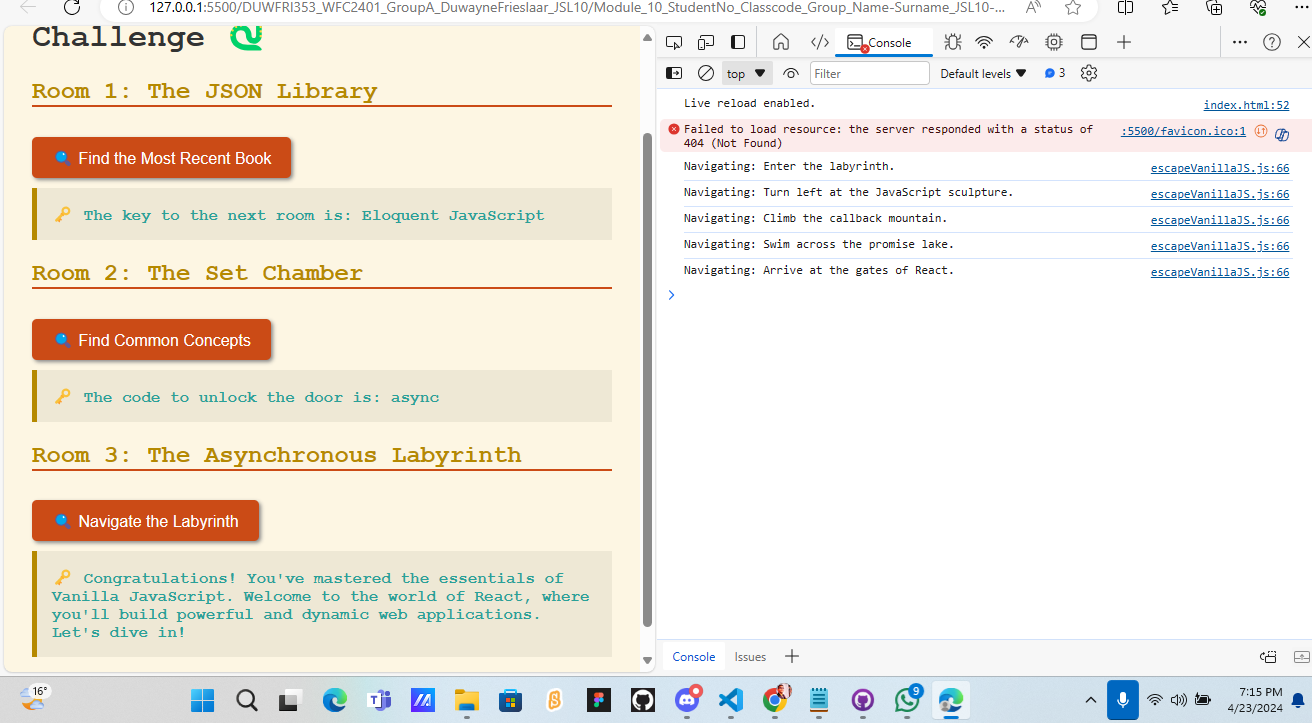 127.0.0.1:5500/DUWFRI353_WFC2401_GroupA_DuwayneFrieslaar_JSL10/Module_10_StudentNo_Classcode_Group_Name-Surname_JSL10-...
Challenge
Room 1: The JSON Library
Find the Most Recent Book
The key to the next room is: Eloquent JavaScript
Room 2: The Set Chamber
Find Common Concepts
The code to unlock the door is: async
Room 3: The Asynchronous Labyrinth
Navigate the Labyrinth
Congratulations! You've mastered the essentials of
Vanilla JavaScript. Welcome to the world of React, where
you'll build powerful and dynamic web applications.
Let's dive in!
Console
top
Filter
Default levels
3
Live reload enabled. index.html:52
Failed to load resource: the server responded with a status of :5500/favicon.ico:1
404 (Not Found)
Navigating: Enter the labyrinth. escapeVanillaJS.js:66
Navigating: Turn left at the JavaScript sculpture. escapeVanillaJS.js:66
Navigating: Climb the callback mountain. escapeVanillaJS.js:66
Navigating: Swim across the promise lake. escapeVanillaJS.js:66
Navigating: Arrive at the gates of React. escapeVanillaJS.js:66
Console Issues
16°
9
7:15 PM
4/23/2024